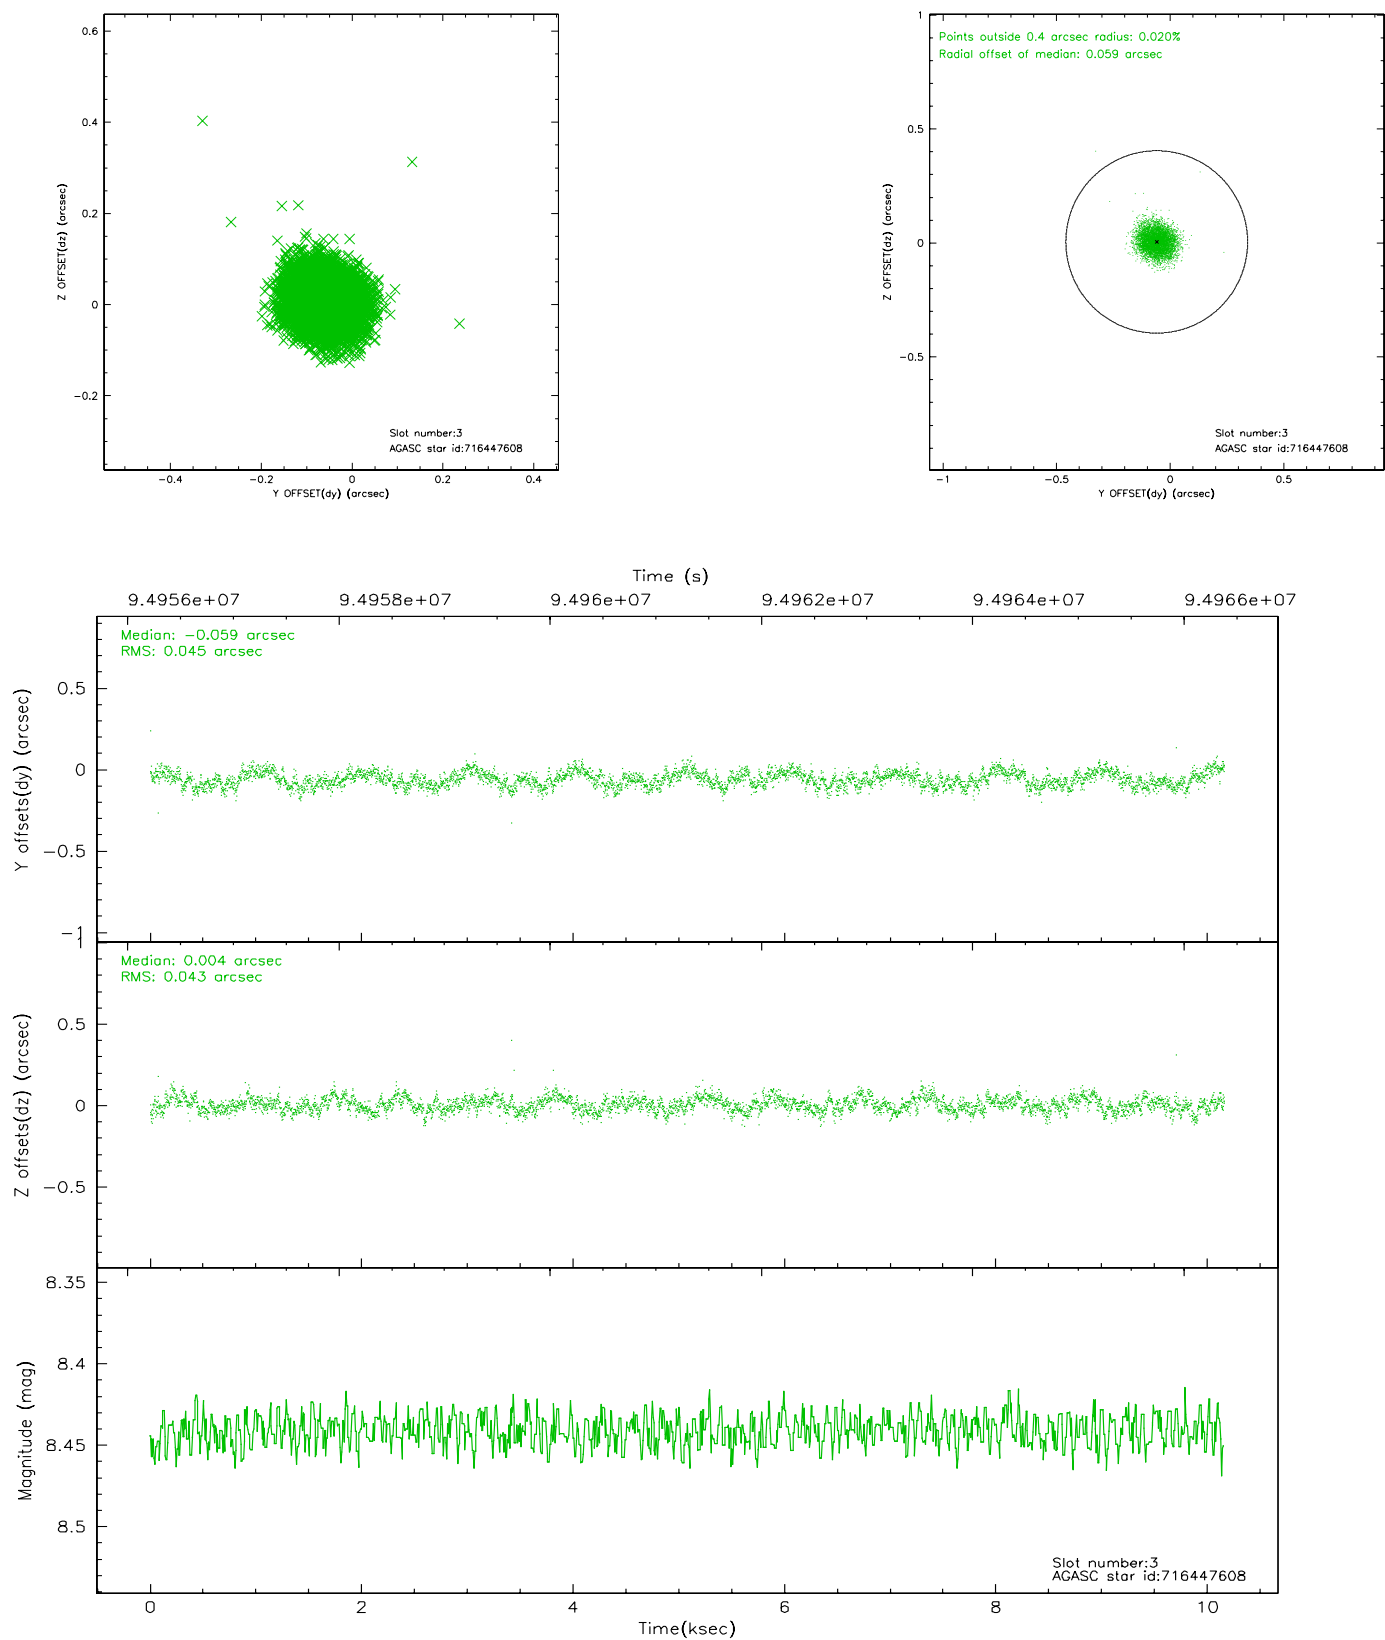 0.6
0.4
0.2
0
−0.2
−0.4
−0.2
0
0.2
0.4
Z OFFSET(dz) (arcsec)
Y OFFSET(dy) (arcsec)
Slot number:3
AGASC star id:716447608
Points outside 0.4 arcsec radius: 0.020%
Radial offset of median: 0.059 arcsec
1
0.5
0
−0.5
−1
−0.5
0
0.5
Z OFFSET(dz) (arcsec)
Y OFFSET(dy) (arcsec)
Slot number:3
AGASC star id:716447608
Time (s)
9.4956e+07 9.4958e+07 9.496e+07 9.4962e+07 9.4964e+07 9.4966e+07
Median: −0.059 arcsec
RMS: 0.045 arcsec
0.5
0
−0.5
−1
Y offsets(dy) (arcsec)
1
Median: 0.004 arcsec
RMS: 0.043 arcsec
0.5
0
−0.5
Z offsets(dz) (arcsec)
8.35
8.4
8.45
8.5
Magnitude (mag)
Slot number:3
AGASC star id:716447608
0 2 4 6 8 10
Time(ksec)